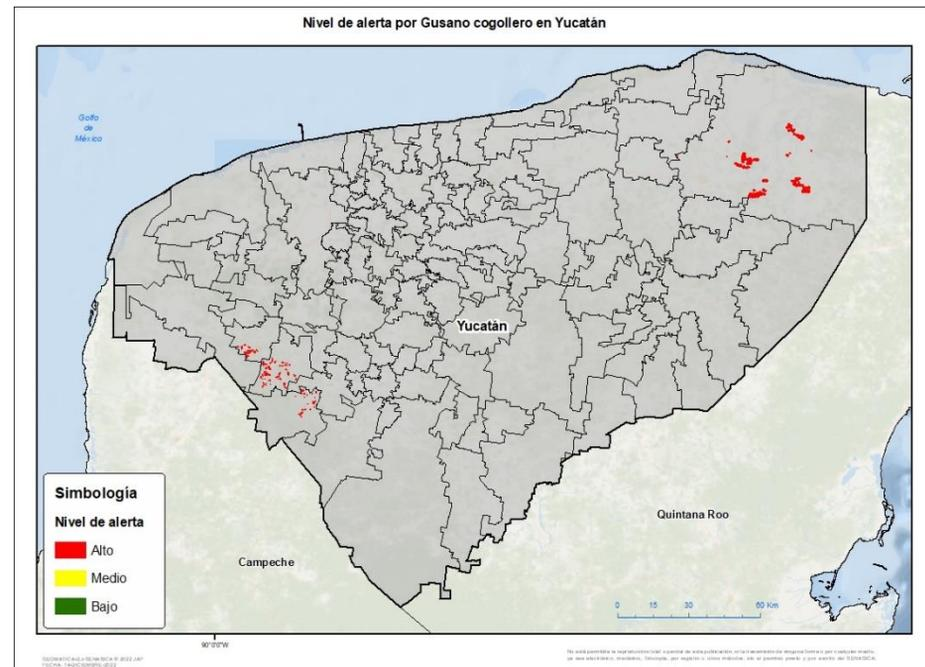 Nivel de alerta por Gusano cogollero en Yucatán
Golfo
de
México
Yucatán
Simbología
Nivel de alerta
Alto
Medio
Bajo
Campeche
Quintana Roo
0 15 30 60 Km
90°0'0"W